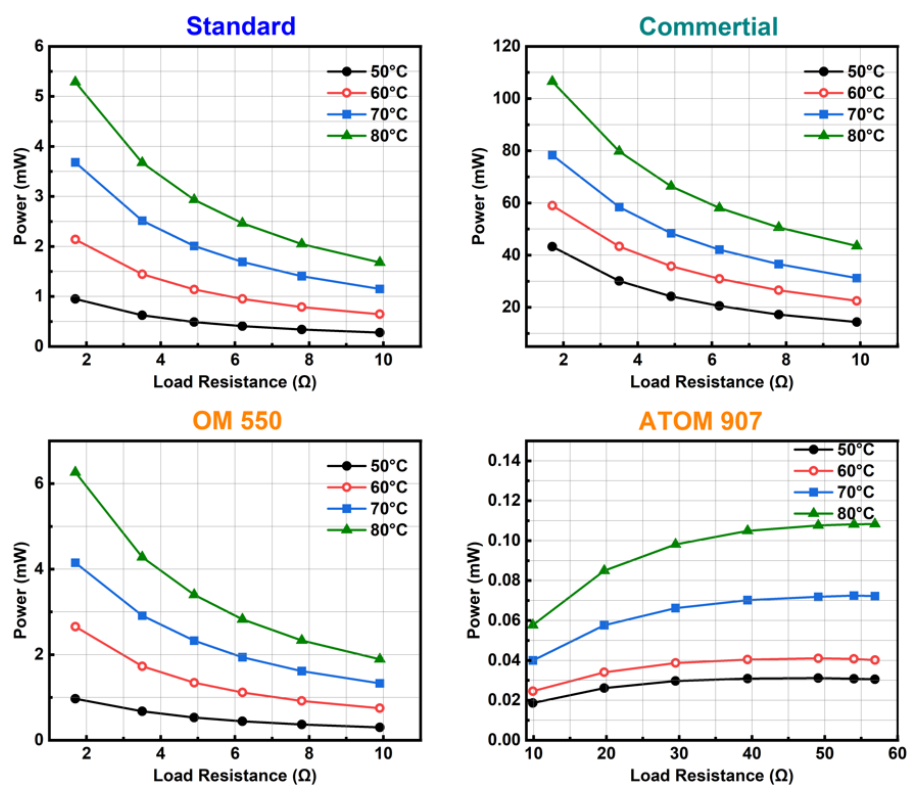 Standard
6
5
4
3
2
1
0
Power (mW)
50°C
60°C
70°C
80°C
2 4 6 8 10
Load Resistance (Ω)
Commertial
120
100
80
60
40
20
Power (mW)
50°C
60°C
70°C
80°C
2 4 6 8 10
Load Resistance (Ω)
OM 550
6
4
2
0
Power (mW)
50°C
60°C
70°C
80°C
2 4 6 8 10
Load Resistance (Ω)
ATOM 907
0.14
0.12
0.10
0.08
0.06
0.04
0.02
0.00
Power (mW)
50°C
60°C
70°C
80°C
10 20 30 40 50 60
Load Resistance (Ω)